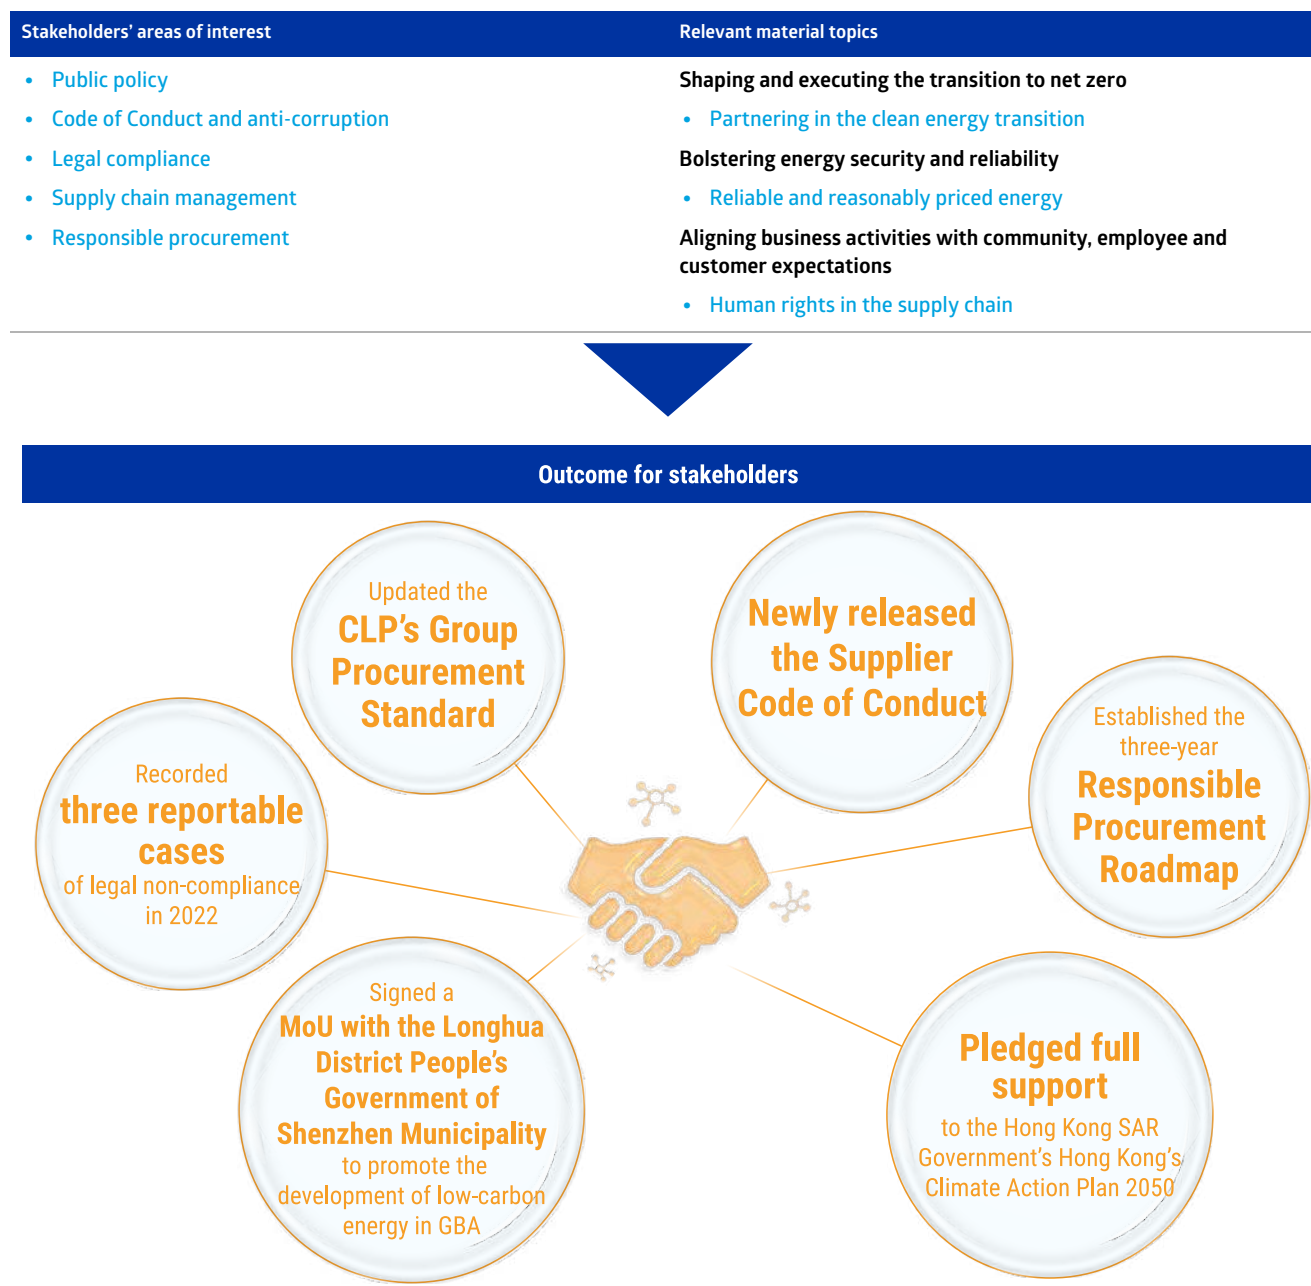 Stakeholders' areas of interest
Relevant material topics
• Public policy
• Code of Conduct and anti-corruption
• Legal compliance
• Supply chain management
• Responsible procurement
Shaping and executing the transition to net zero
• Partnering in the clean energy transition
Bolstering energy security and reliability
• Reliable and reasonably priced energy
Aligning business activities with community, employee and
customer expectations
• Human rights in the supply chain
Outcome for stakeholders
Updated the
CLP's Group
Procurement
Standard
Newly released
the Supplier
Code of Conduct
Recorded
three reportable
cases
of legal non-compliance
in 2022
Established the
three-year
Responsible
Procurement
Roadmap
Signed a
MoU with the Longhua
District People's
Government of
Shenzhen Municipality
to promote the
development of low-carbon
energy in GBA
Pledged full
support
to the Hong Kong SAR
Government's Hong Kong's
Climate Action Plan 2050